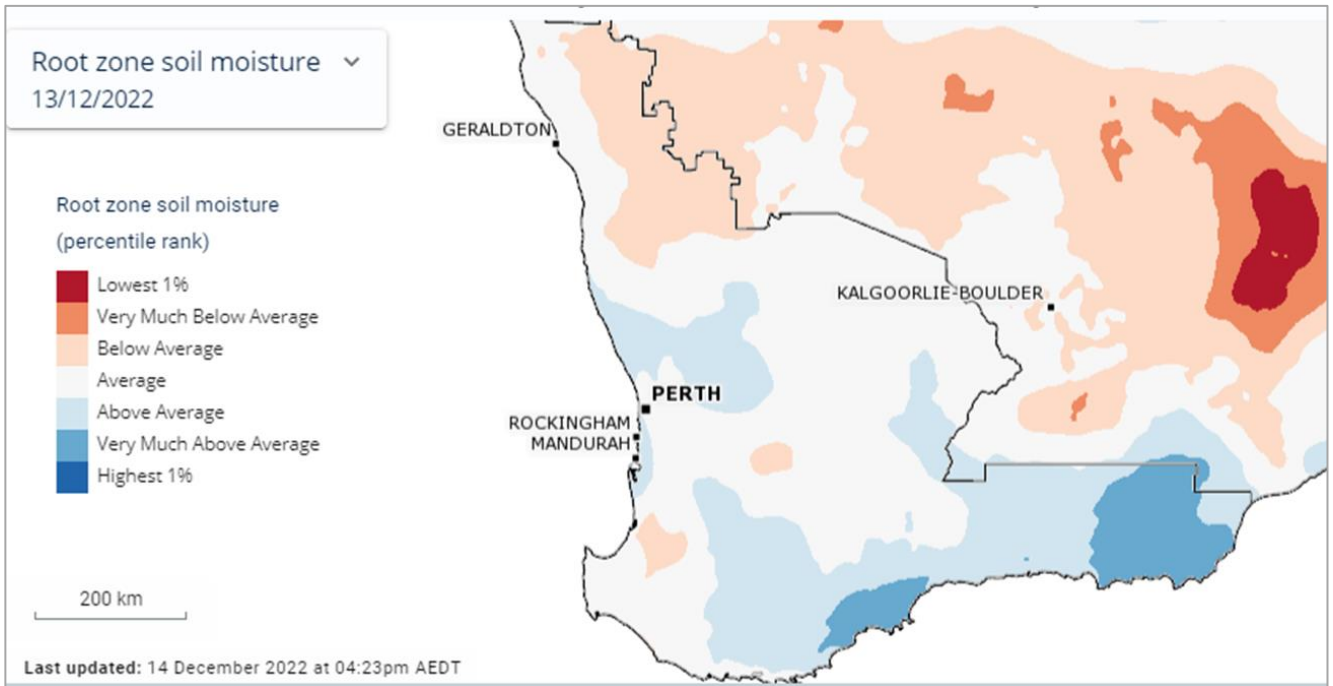 Root zone soil moisture
13/12/2022
GERALDTON
Root zone soil moisture
(percentile rank)
Lowest 1%
Very Much Below Average
Below Average
Average
Above Average
Very Much Above Average
Highest 1%
KALGOORLIE-BOULDER
PERTH
ROCKINGHAM
MANDURAH
200 km
Last updated: 14 December 2022 at 04:23pm AEDT